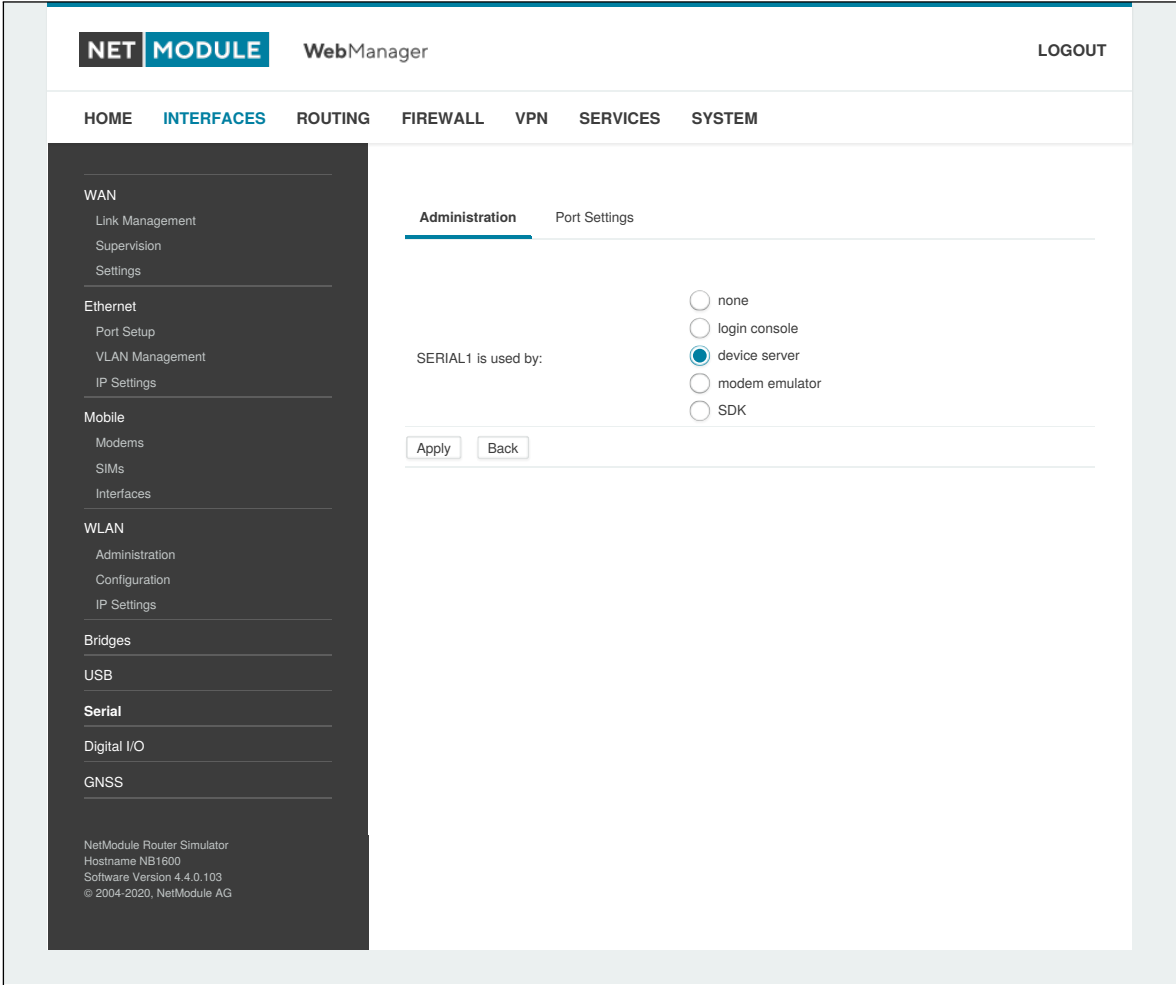 NET MODULE WebManager LOGOUT
HOME INTERFACES ROUTING FIREWALL VPN SERVICES SYSTEM
WAN
Link Management
Supervision
Settings
Ethernet
Port Setup
VLAN Management
IP Settings
Mobile
Modems
SIMs
Interfaces
WLAN
Administration
Configuration
IP Settings
Bridges
USB
Serial
Digital I/O
GNSS
NetModule Router Simulator
Hostname NB1600
Software Version 4.4.0.103
© 2004-2020, NetModule AG
Administration Port Settings
SERIAL1 is used by:
none
login console
device server
modem emulator
SDK
Apply Back